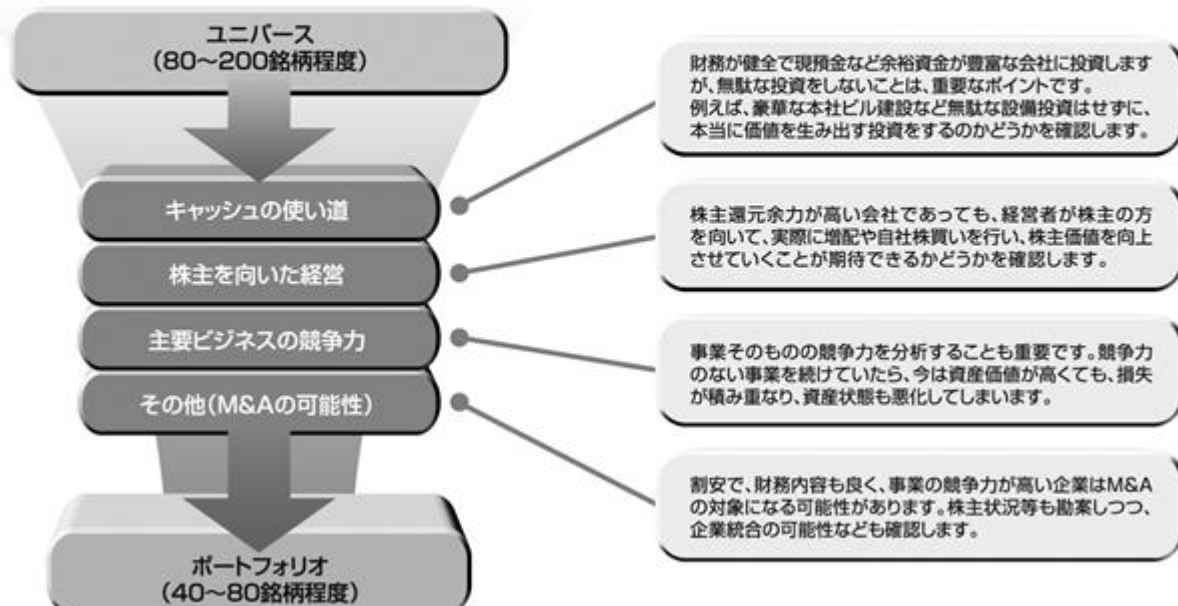 ユニバース
(80〜200銘柄程度)
キャッシュの使い道
株主を向いた経営
主要ビジネスの競争力
その他(M&Aの可能性)
ポートフォリオ
(40〜80銘柄程度)
財務が健全で現預金など余裕資金が豊富な会社に投資します
が、無駄な投資をしないことは、重要なポイントです。
例えば、豪華な本社ビル建設など無駄な設備投資はせずに、
本当に価値を生み出す投資をするのかどうかを確認します。
株主還元余力が高い会社であっても、経営者が株主の方
を向いて、実際に増配や自社株買いを行い、株主価値を向上
させていくことが期待できるかどうかを確認します。
事業そのものの競争力を分析することも重要です。競争力
のない事業を続けていたら、今は資産価値が高くても、損失
が積み重なり、資産状態も悪化してしまいます。
割安で、財務内容も良く、事業の競争力が高い企業はM&A
の対象になる可能性があります。株主状況等も勘案しつつ、
企業統合の可能性なども確認します。